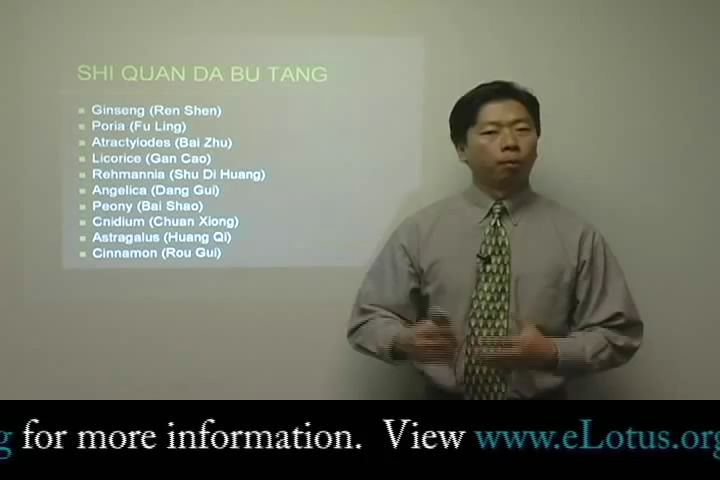 SHI QUAN DA BU TANG
Ginseng (Ren Shen)
Poria (Fu Ling)
Atractylodes (Bai Zhu)
Licorice (Gan Cao)
Rehmannia (Shu Di Huang)
Angelica (Dang Gui)
Peony (Bai Shao)
Cnidium (Chuan Xiong)
Astragalus (Huang Qi)
Cinnamon (Rou Gui)
g for more information. View www.eLotus.org